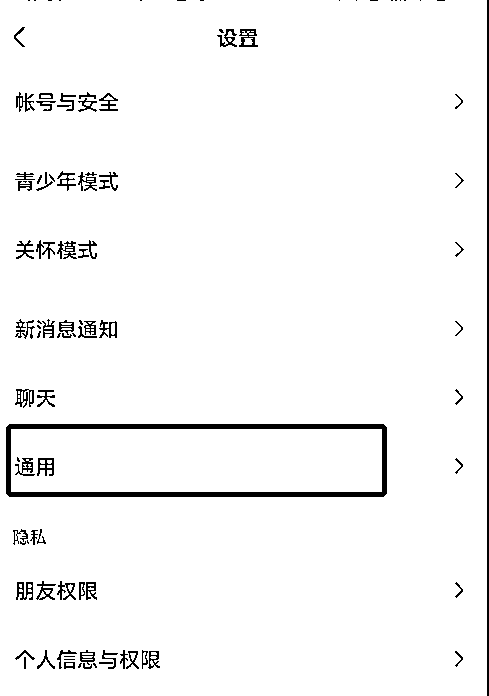 设置
帐号与安全
青少年模式
关怀模式
新消息通知
聊天
通用
隐私
朋友权限
个人信息与权限